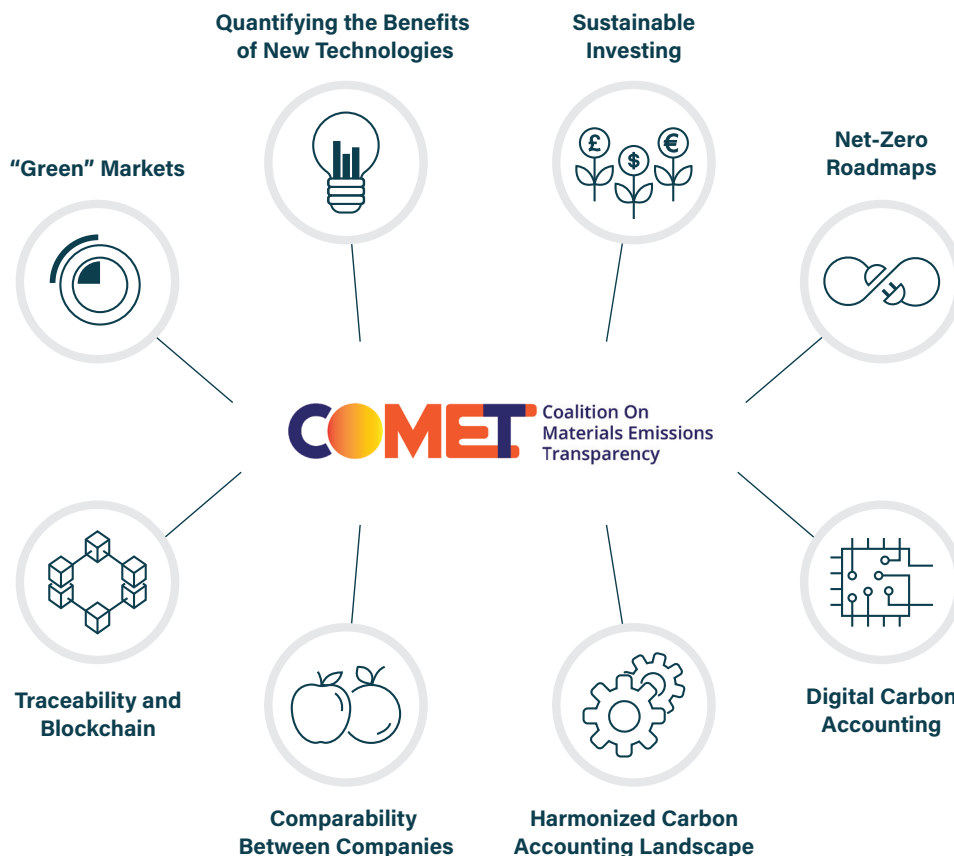 Quantifying the Benefits
of New Technologies
Sustainable
Investing
“Green” Markets
Net-Zero
Roadmaps
£
$
€
COMET
Coalition On
Materials Emissions
Transparency
Traceability and
Blockchain
Digital Carbon
Accounting
Comparability
Between Companies
Harmonized Carbon
Accounting Landscape